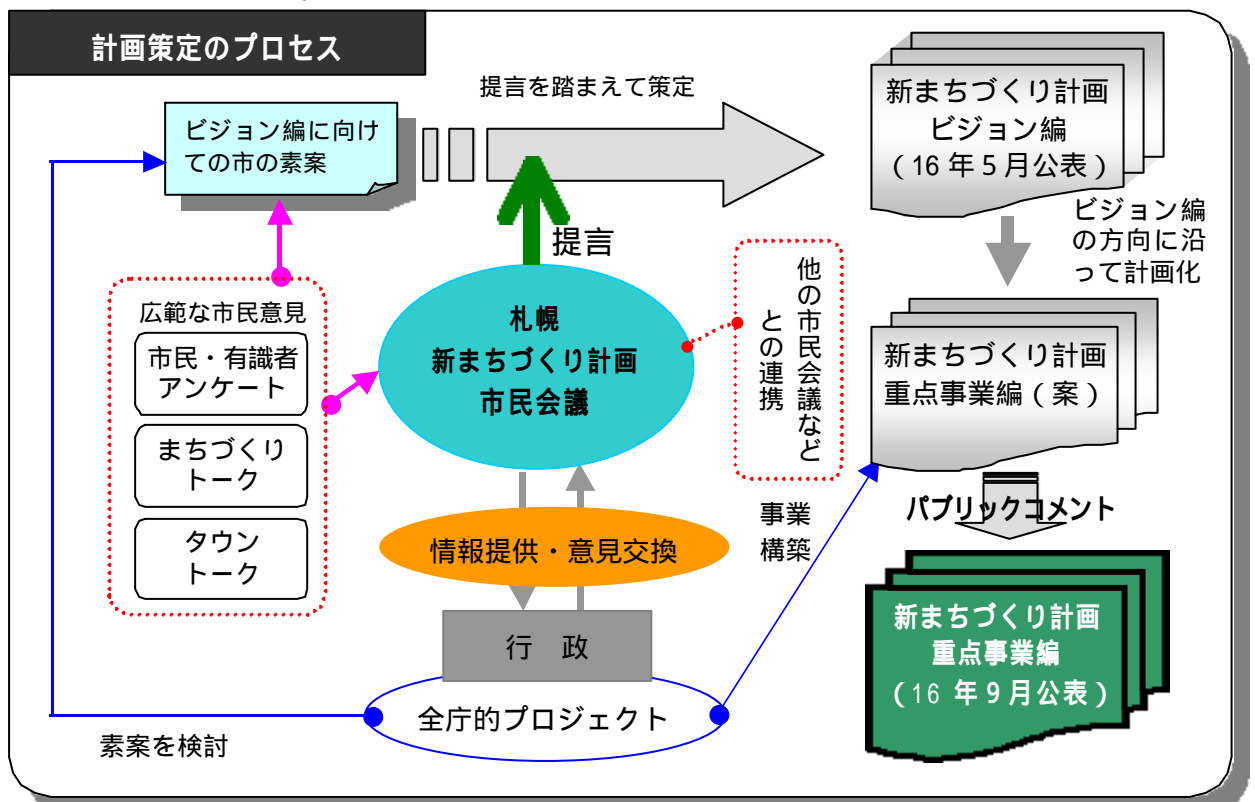 計画策定のプロセス
提言を踏まえて策定
ビジョン編に向け
ての市の素案
新まちづくり計画
ビジョン編
（16年5月公表）
ビジョン編
の方向に沿
って計画化
提言
広範な市民意見
市民・有識者
アンケート
まちづくり
トーク
タウン
トーク
札幌
新まちづくり計画
市民会議
他の市民会議など
との連携
新まちづくり計画
重点事業編（案）
事業
構築
パブリックコメント
情報提供・意見交換
行 政
全庁的プロジェクト
素案を検討
新まちづくり計画
重点事業編
（16年9月公表）